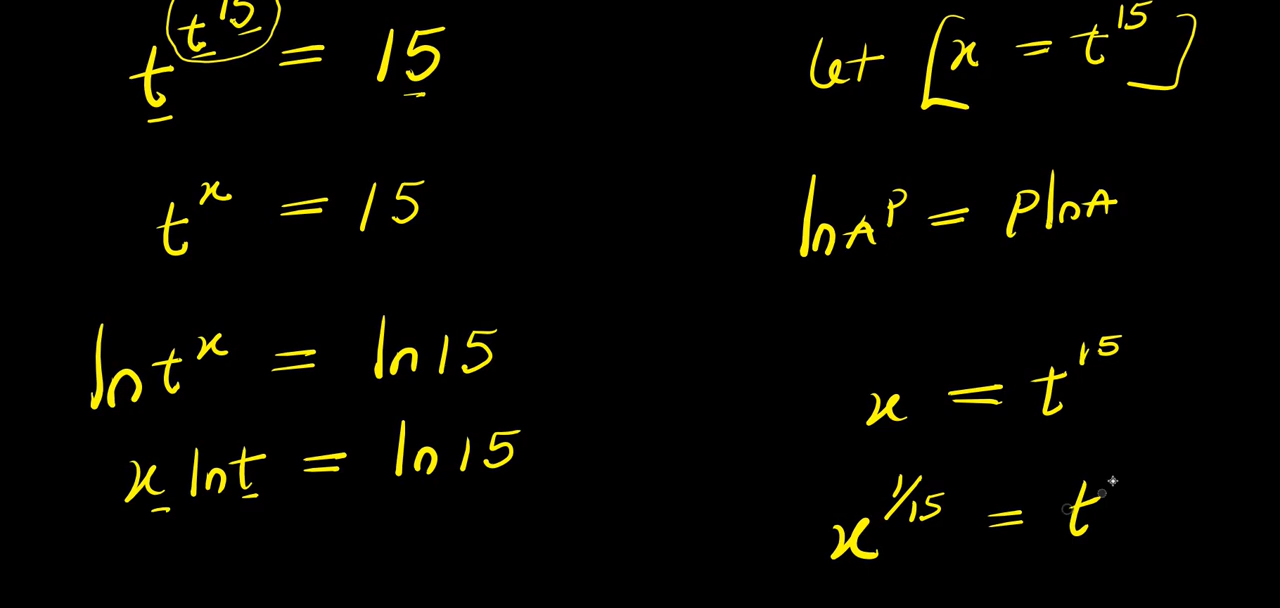 t^{t^{15}} = 15
let [x = t^{15}]
t^x = 15
ln A^P = P ln A
ln t^x = ln 15
x = t^{15}
x ln t = ln 15
x^{1/15} = t